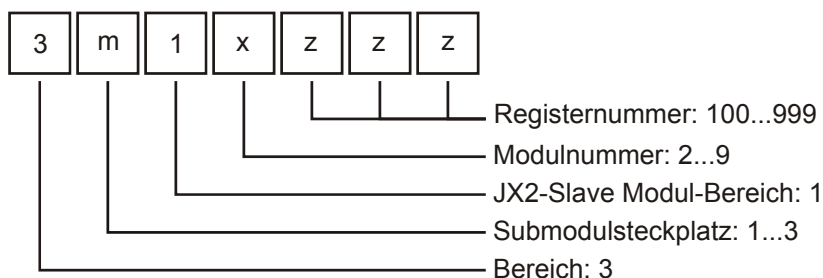 3 m 1 x z z z
Registernummer: 100...999
Modulnummer: 2...9
JX2-Slave Modul-Bereich: 1
Submodulsteckplatz: 1...3
Bereich: 3